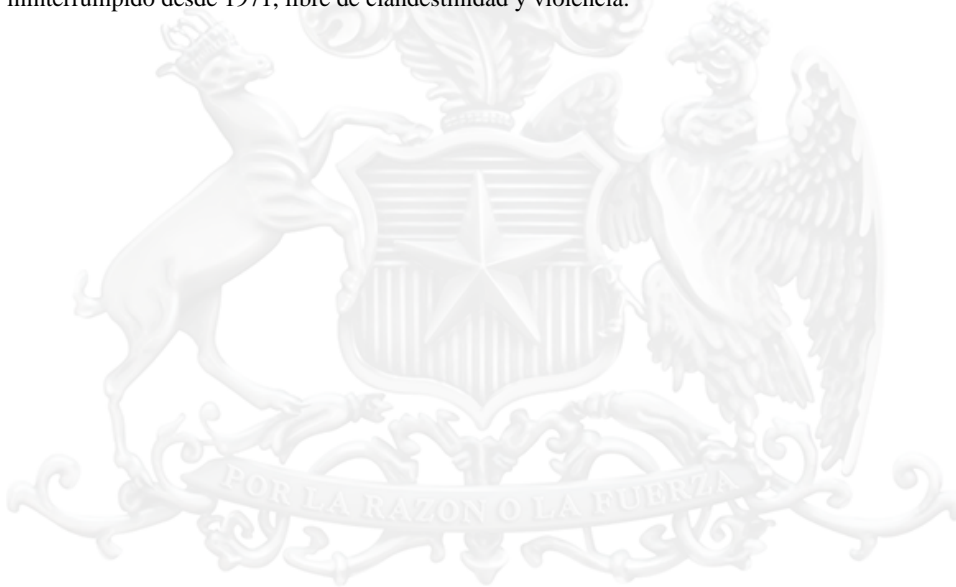 ininterrumpido desde 1971, libre de clandestinidad y violencia.
POR LA RAZON O LA FUERZA